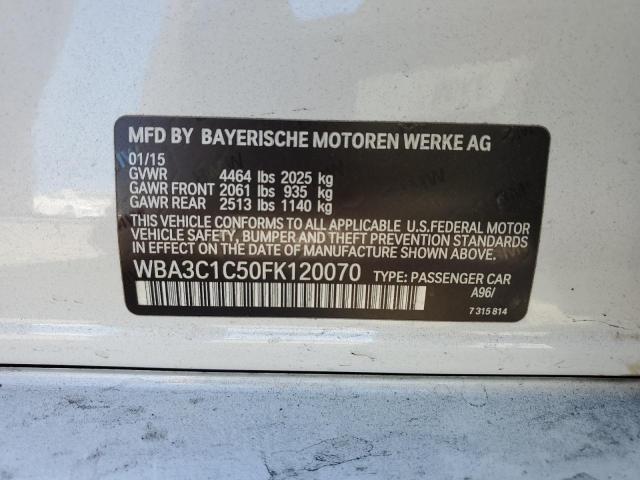 MFD BY BAYERISCHE MOTOREN WERKE AG
01/15
GVWR 4464 lbs 2025 kg
GAWR FRONT 2061 lbs 935 kg
GAWR REAR 2513 lbs 1140 kg
THIS VEHICLE CONFORMS TO ALL APPLICABLE U.S.FEDERAL MOTOR
VEHICLE SAFETY, BUMPER AND THEFT PREVENTION STANDARDS
IN EFFECT ON THE DATE OF MANUFACTURE SHOWN ABOVE.
WBA3C1C50FK120070 TYPE: PASSENGER CAR
A96/
7 315 814